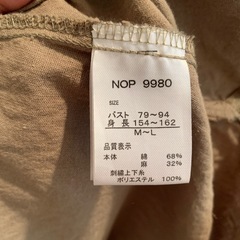 NOP 9980
SIZE
バスト 79〜94
身長 154〜162
M〜L
品質表示
本体 綿 68%
麻 32%
刺繍上下糸
ポリエステル 100%